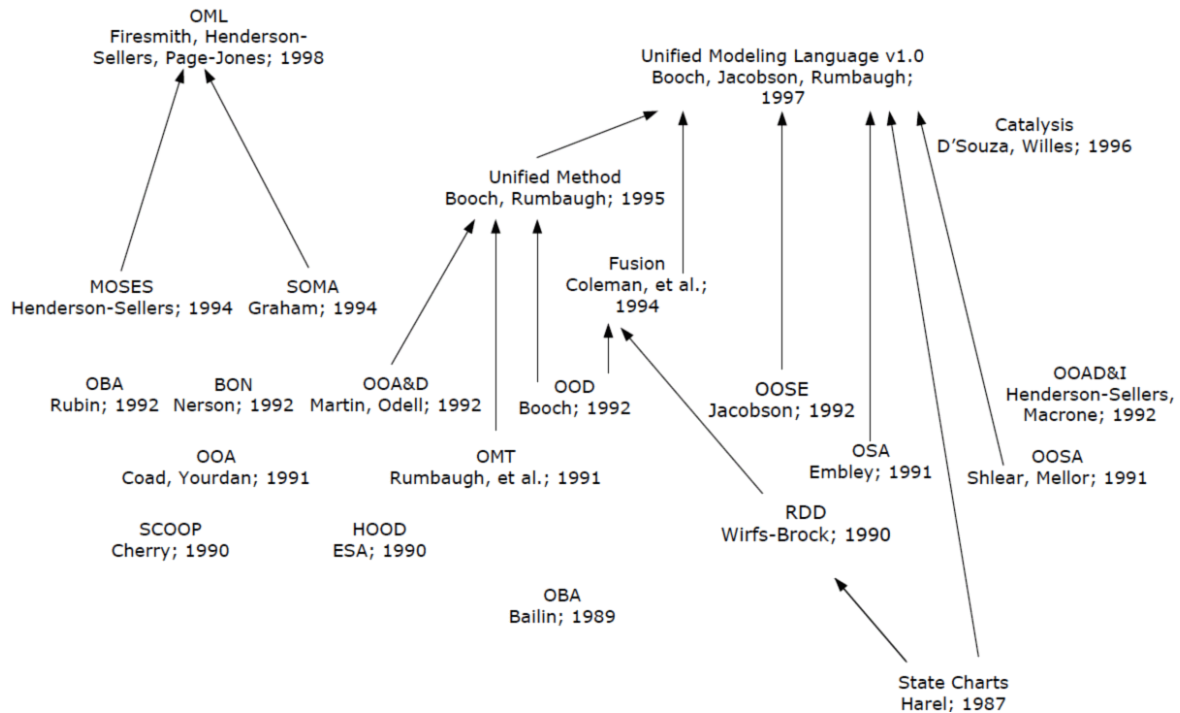 OML
Firesmith, Henderson-
Sellers, Page-Jones; 1998
Unified Modeling Language v1.0
Booch, Jacobson, Rumbaugh;
1997
Catalysis
D'Souza, Willes; 1996
Unified Method
Booch, Rumbaugh; 1995
Fusion
Coleman, et al.;
1994
MOSES
Henderson-Sellers; 1994
SOMA
Graham; 1994
OBA
Rubin; 1992
BON
Nerson; 1992
OOA&D
Martin, Odell; 1992
OOD
Booch; 1992
OOSE
Jacobson; 1992
OOAD&I
Henderson-Sellers,
Macrone; 1992
OOA
Coad, Yourdan; 1991
OMT
Rumbaugh, et al.; 1991
OSA
Embley; 1991
OOSA
Shlear, Mellor; 1991
SCOOP
Cherry; 1990
HOOD
ESA; 1990
RDD
Wirfs-Brock; 1990
OBA
Bailin; 1989
State Charts
Harel; 1987